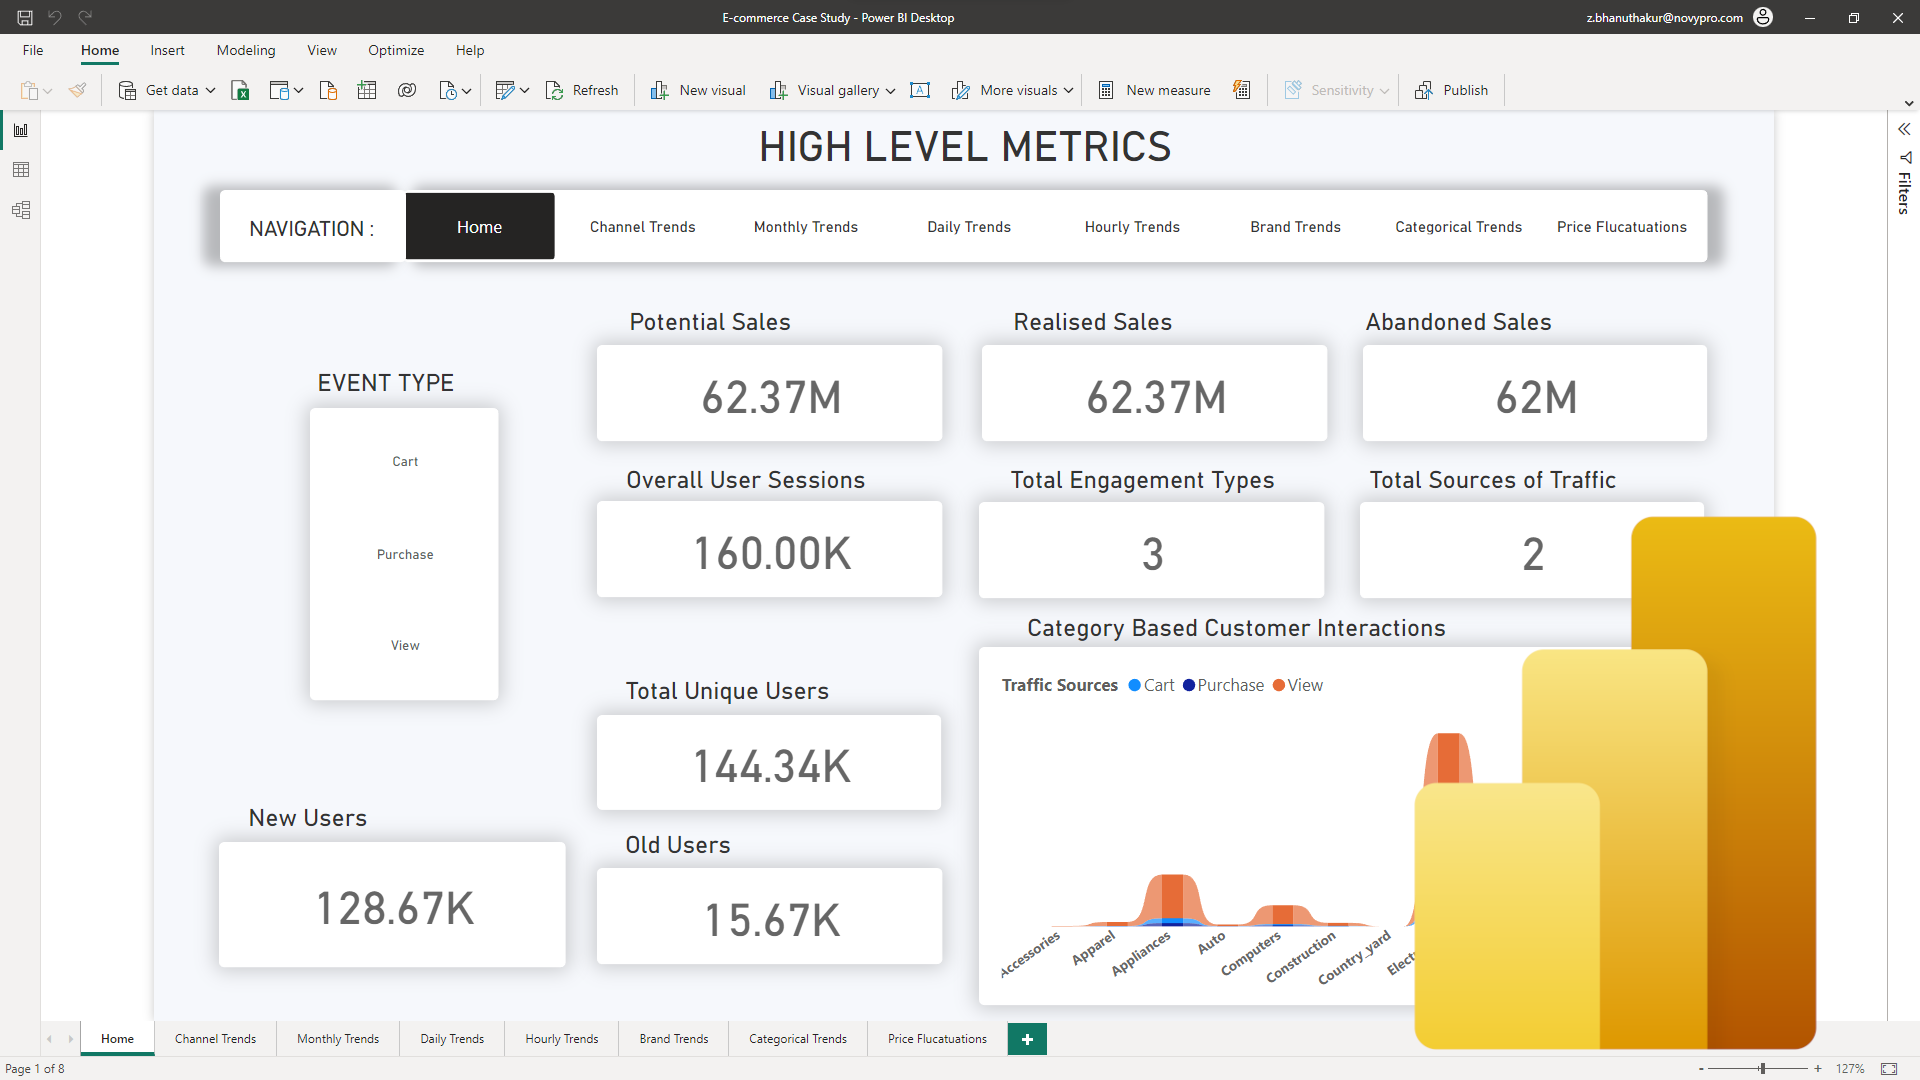 E-commerce Case Study - Power BI Desktop
z.bhanuthakur@novypro.com
File Home Insert Modeling View Optimize Help
Get data Refresh New visual Visual gallery A More visuals New measure Sensitivity Publish
Filters
HIGH LEVEL METRICS
NAVIGATION : Home Channel Trends Monthly Trends Daily Trends Hourly Trends Brand Trends Categorical Trends Price Flucatuations
EVENT TYPE
Cart
Purchase
View
Potential Sales
62.37M
Realised Sales
62.37M
Abandoned Sales
62M
Overall User Sessions
160.00K
Total Engagement Types
3
Total Sources of Traffic
2
Total Unique Users
144.34K
New Users
128.67K
Old Users
15.67K
Category Based Customer Interactions
Traffic Sources Cart Purchase View
Accessories
Apparel
Appliances
Auto
Computers
Construction
Country_yard
Home Channel Trends Monthly Trends Daily Trends Hourly Trends Brand Trends Categorical Trends Price Flucatuations +
Page 1 of 8
- + 127%